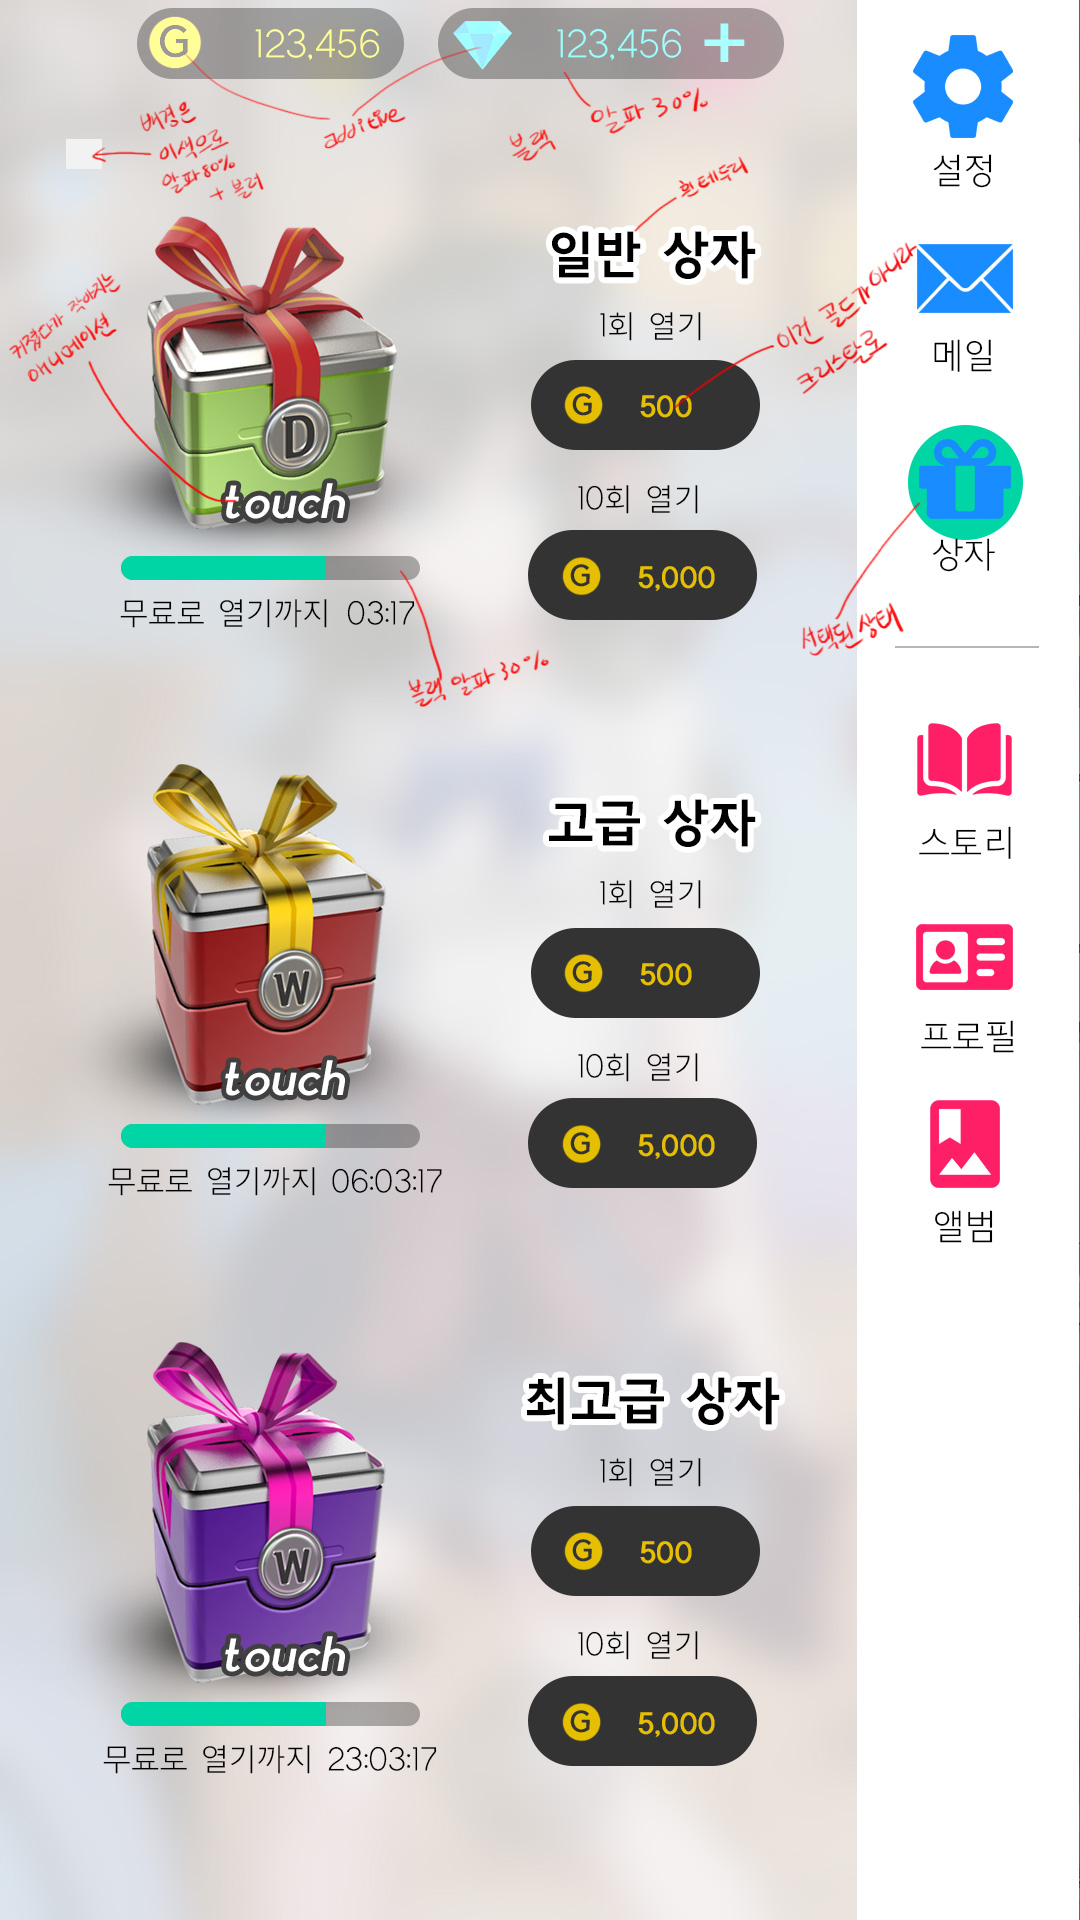 G 123,456
123,456 +
additive
블랙 알파 30%
배경은
이색으로
알파 80%
+ 블러
흰테두리
일반 상자
1회 열기
G 500
이건 골드가 아니라
크리스탈로
10회 열기
G 5,000
커졌다가 작아지는
애니메이션
D
touch
무료로 열기까지 03:17
블랙 알파 30%
고급 상자
1회 열기
G 500
10회 열기
G 5,000
W
touch
무료로 열기까지 06:03:17
최고급 상자
1회 열기
G 500
10회 열기
G 5,000
W
touch
무료로 열기까지 23:03:17
설정
메일
상자
선택된 상태
스토리
프로필
앨범